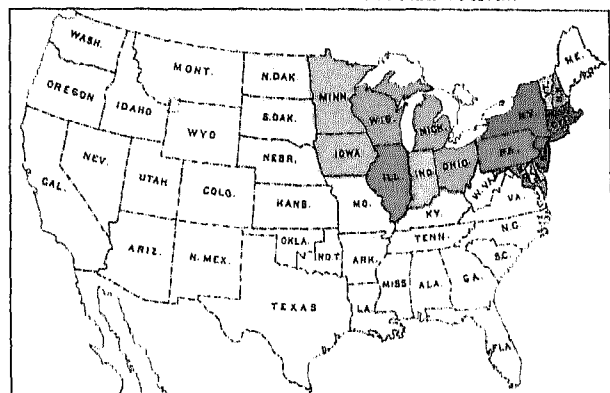 WASH.
OREGON
IDAHO
MONT.
WYO
NEV.
CAL.
UTAH
COLO.
ARIZ.
N. MEX.
N. DAK.
S. DAK.
NEBR.
KANS.
OKLA.
IND. T.
TEXAS
MINN.
IOWA
MO.
ARK.
LA.
WIS.
ILL
MICH.
IND.
OHIO
KY.
TENN.
MISS
ALA.
GA.
FLA.
S.C.
N.C.
VA.
W. VA.
PA.
N.Y.
ME.